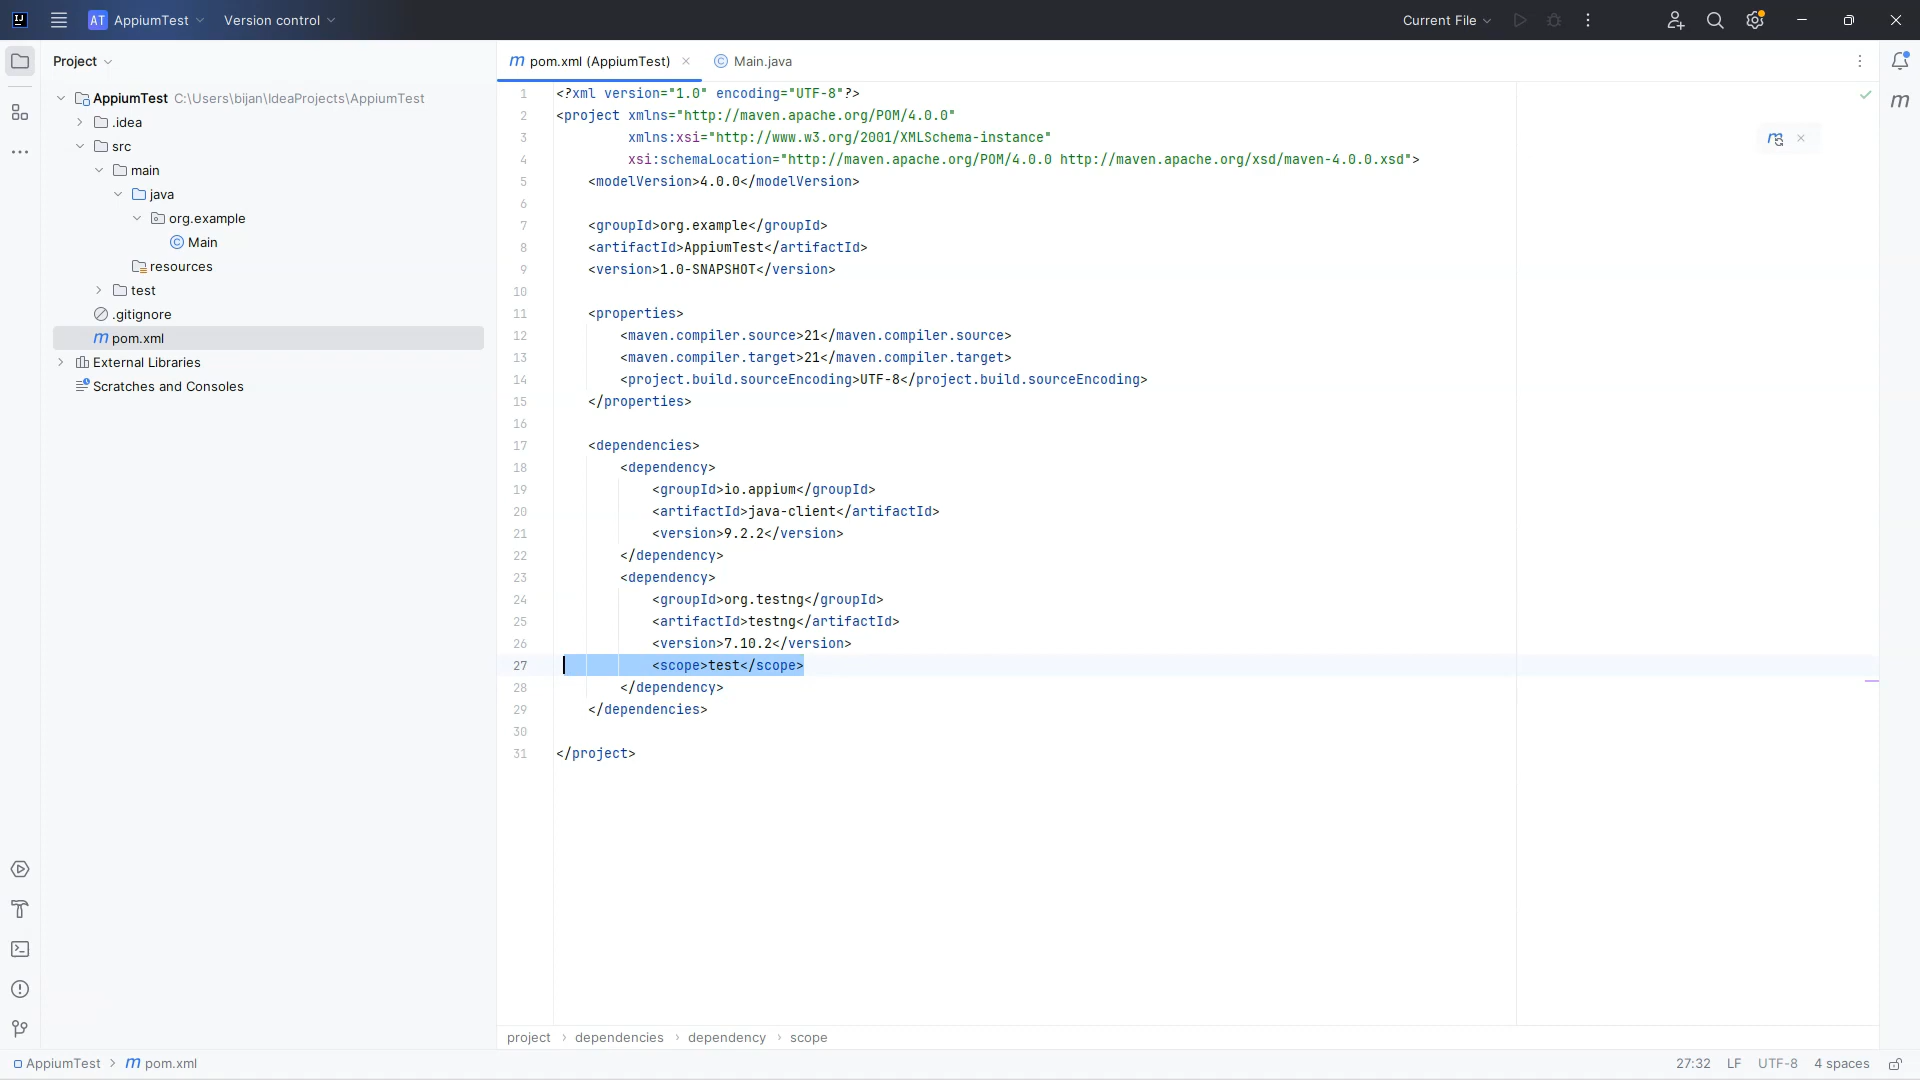 AT AppiumTest Version control Current File
Project
pom.xml (AppiumTest) Main.java
AppiumTest C:\Users\bijan\IdeaProjects\AppiumTest
.idea
src
main
java
org.example
Main
resources
test
.gitignore
pom.xml
External Libraries
Scratches and Consoles
1 <?xml version="1.0" encoding="UTF-8"?>
2 <project xmlns="http://maven.apache.org/POM/4.0.0"
3 xmlns:xsi="http://www.w3.org/2001/XMLSchema-instance"
4 xsi:schemaLocation="http://maven.apache.org/POM/4.0.0 http://maven.apache.org/xsd/maven-4.0.0.xsd">
5 <modelVersion>4.0.0</modelVersion>
6
7 <groupId>org.example</groupId>
8 <artifactId>AppiumTest</artifactId>
9 <version>1.0-SNAPSHOT</version>
10
11 <properties>
12 <maven.compiler.source>21</maven.compiler.source>
13 <maven.compiler.target>21</maven.compiler.target>
14 <project.build.sourceEncoding>UTF-8</project.build.sourceEncoding>
15 </properties>
16
17 <dependencies>
18 <dependency>
19 <groupId>io.appium</groupId>
20 <artifactId>java-client</artifactId>
21 <version>9.2.2</version>
22 </dependency>
23 <dependency>
24 <groupId>org.testng</groupId>
25 <artifactId>testng</artifactId>
26 <version>7.10.2</version>
27 <scope>test</scope>
28 </dependency>
29 </dependencies>
30
31 </project>
project › dependencies › dependency › scope
AppiumTest > pom.xml 27:32 LF UTF-8 4 spaces